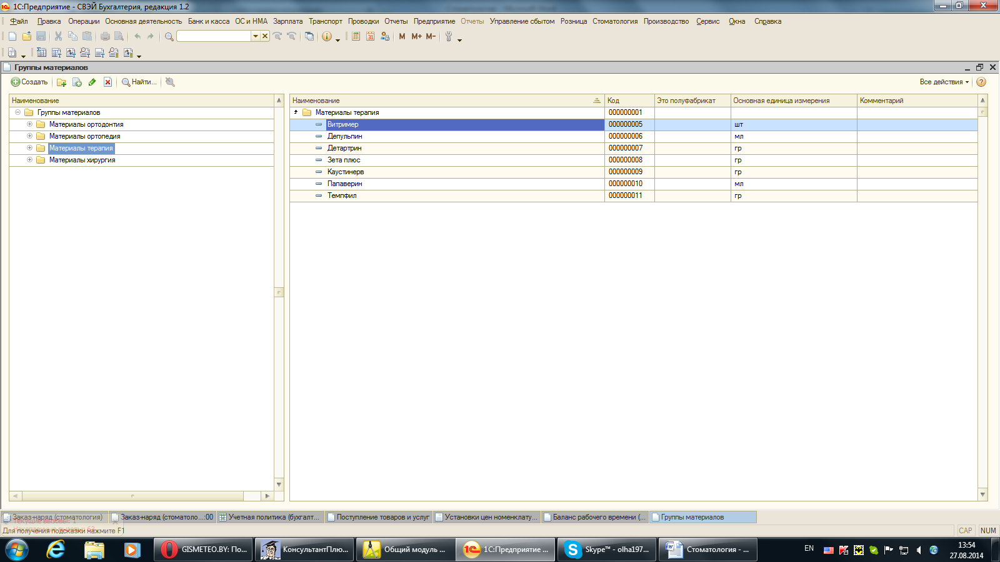 1С:Предприятие - СВЭЙ Бухгалтерия, редакция 1.2
Файл Правка Операции Основная деятельность Банк и касса ОС и НМА Зарплата Транспорт Проводки Отчеты Предприятие Отчеты Управление сбытом Розница Стоматология Производство Сервис Окна Справка
М М+ М-
Группы материалов
Создать Найти... Все действия
Наименование
Группы материалов
Материалы ортодонтия
Материалы ортопедия
Материалы терапия
Материалы хирургия
Наименование Код Это полуфабрикат Основная единица измерения Комментарий
Материалы терапия 000000001
Витример 000000005 шт
Депульпин 000000006 мл
Детартрин 000000007 гр
Зета плюс 000000008 гр
Каустинерв 000000009 гр
Папаверин 000000010 мл
Темпфил 000000011 гр
Заказ-наряд (стоматология) Заказ-наряд (стоматоло...:00 Учетная политика (бухгалт... Поступление товаров и услуг Установки цен номенклату... Баланс рабочего времени (... Группы материалов
Текущие вызовы: 1
Для получения подсказки нажмите F1 CAP NUM
GISMETEO.BY: По... КонсультантПлю... Общий модуль ... 1С:Предприятие ... Skype™ - olha197... Стоматология - ... EN 13:54
27.08.2014